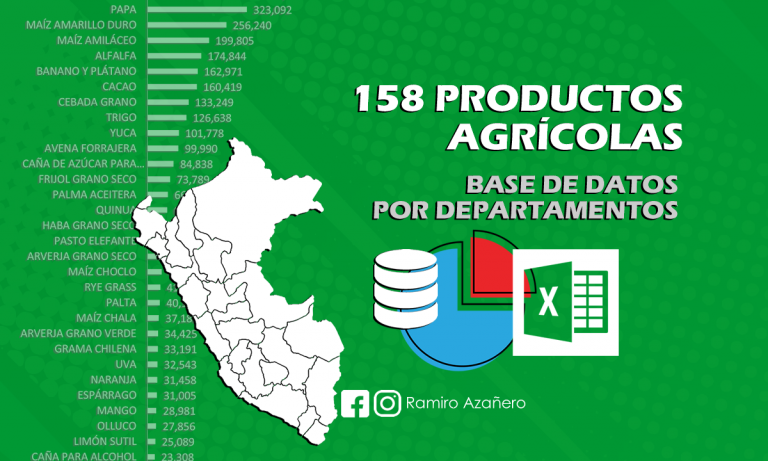 PAPA 323,092
MAÍZ AMARILLO DURO 256,240
MAÍZ AMILÁCEO 199,805
ALFALFA 174,844
BANANO Y PLÁTANO 162,971
CACAO 160,419
CEBADA GRANO 133,249
TRIGO 126,638
YUCA 101,778
AVENA FORRAJERA 99,990
CAÑA DE AZÚCAR PARA... 84,838
FRIJOL GRANO SECO 73,789
PALMA ACEITERA
QUINUA
HABA GRANO SECO
PASTO ELEFANTE
ARVERJA GRANO SECO
MAÍZ CHOCLO
RYE GRASS
PALTA
MAÍZ CHALA
ARVERJA GRANO VERDE 34,425
GRAMA CHILENA 33,191
UVA 32,543
NARANJA 31,458
ESPÁRRAGO 31,005
MANGO 28,981
OLLUCO 27,856
LIMÓN SUTIL 25,089
CAÑA PARA ALCOHOL 23,308
158 PRODUCTOS
AGRÍCOLAS
BASE DE DATOS
POR DEPARTAMENTOS
X
Ramiro Azañero